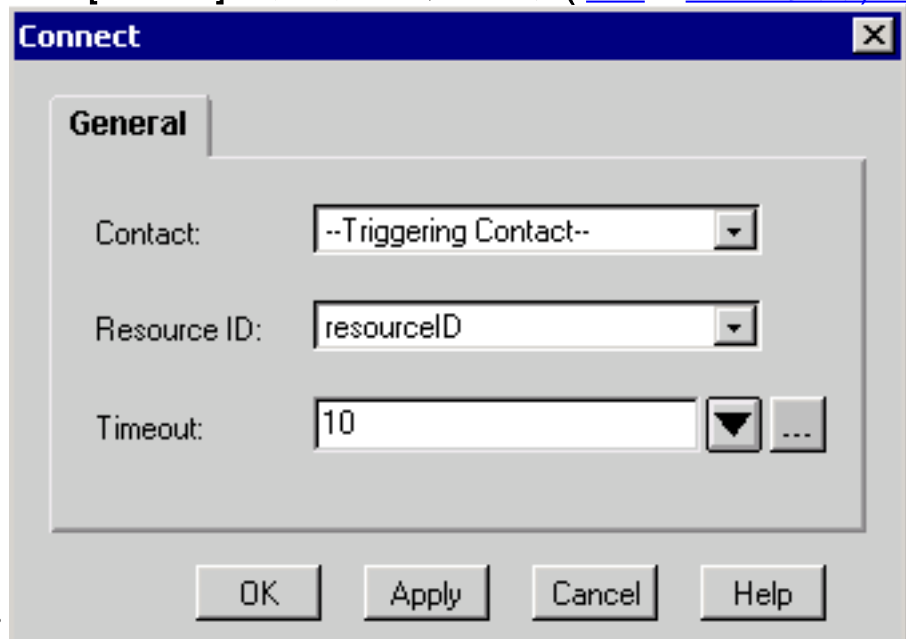 Connect
General
Contact: --Triggering Contact--
Resource ID: resourceID
Timeout: 10 ...
OK Apply Cancel Help